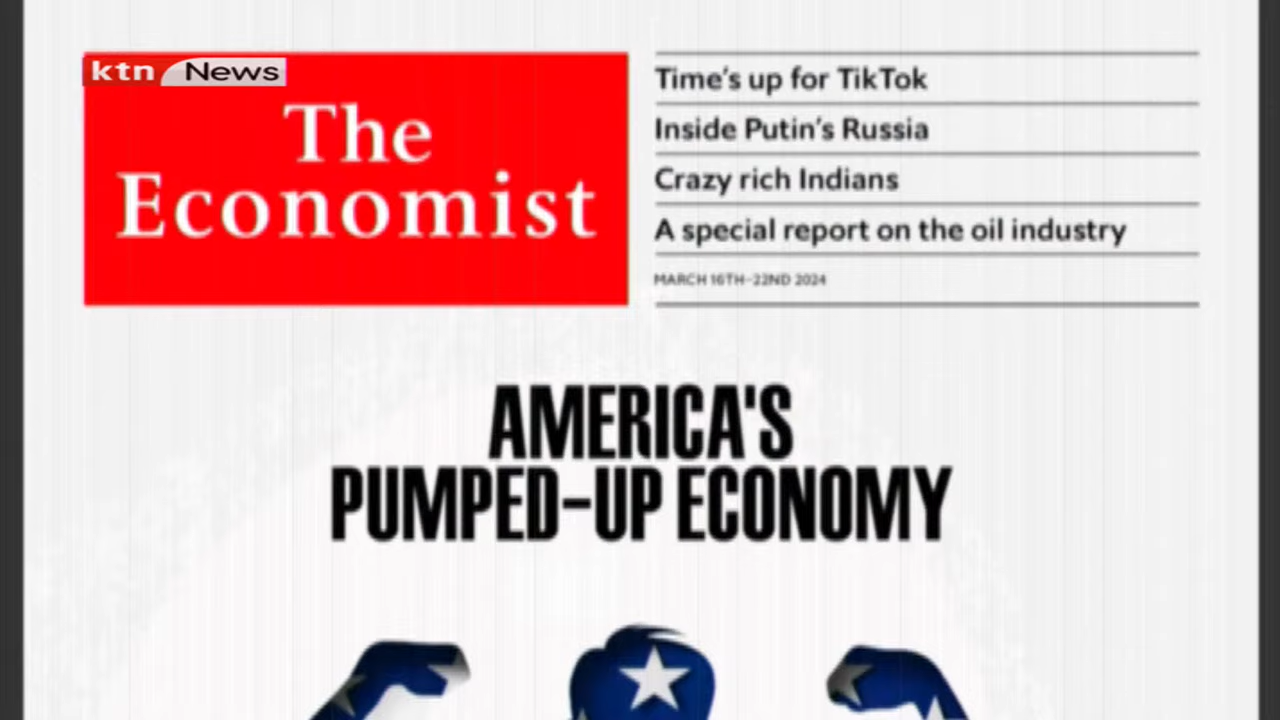 ktn News
The
Economist
Time's up for TikTok
Inside Putin's Russia
Crazy rich Indians
A special report on the oil industry
MARCH 16TH-22ND 2024
AMERICA'S
PUMPED-UP ECONOMY